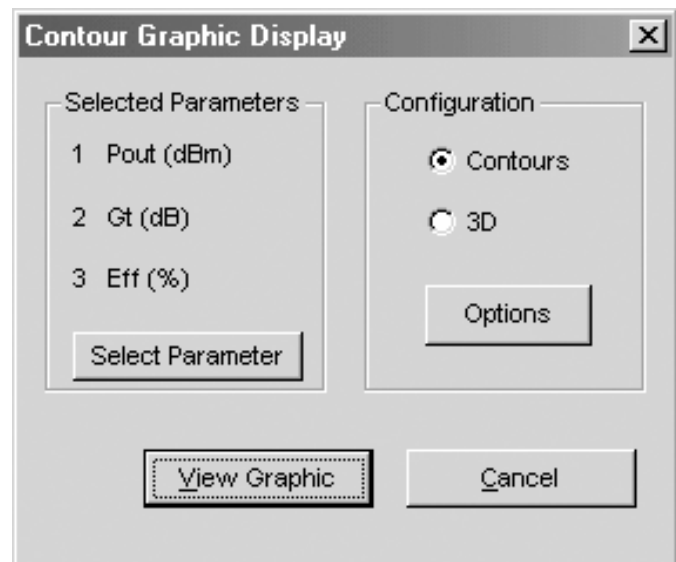 Contour Graphic Display
Selected Parameters
1 Pout (dBm)
2 Gt (dB)
3 Eff (%)
Select Parameter
Configuration
Contours
3D
Options
View Graphic
Cancel